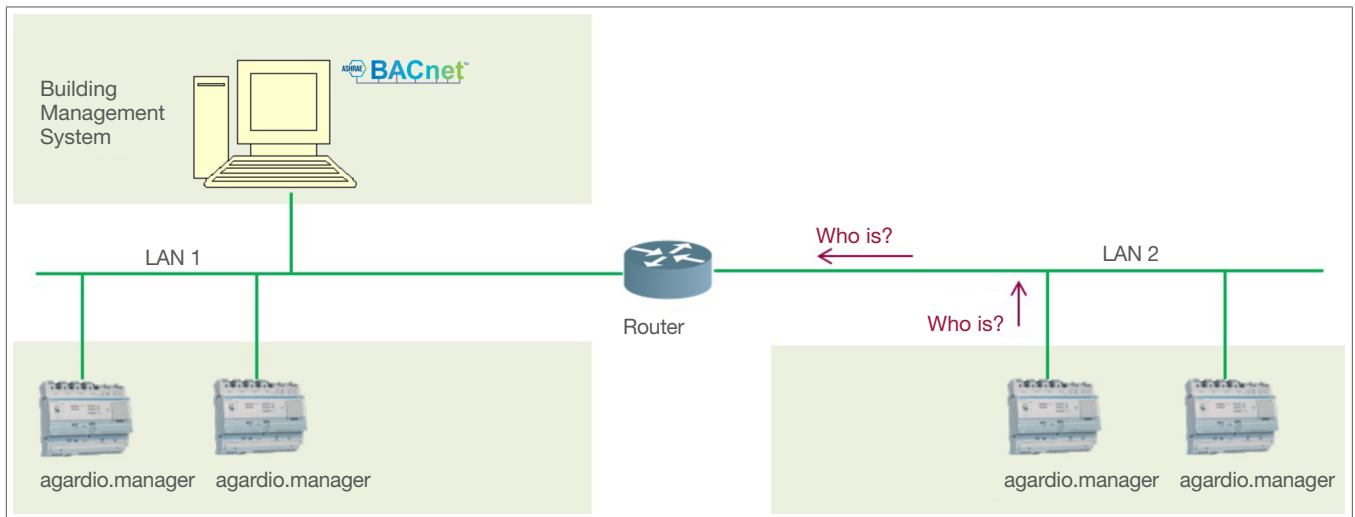 Building
Management
System
ASHRAE BACnet™
LAN 1
Who is?
LAN 2
Who is?
Router
agardio.manager
agardio.manager
agardio.manager
agardio.manager